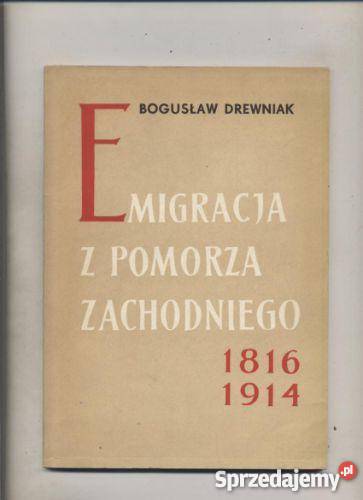 BOGUSŁAW DREWNIAK
EMIGRACJA
Z POMORZA
ZACHODNIEGO
1816
1914
Sprzedajemy.pl